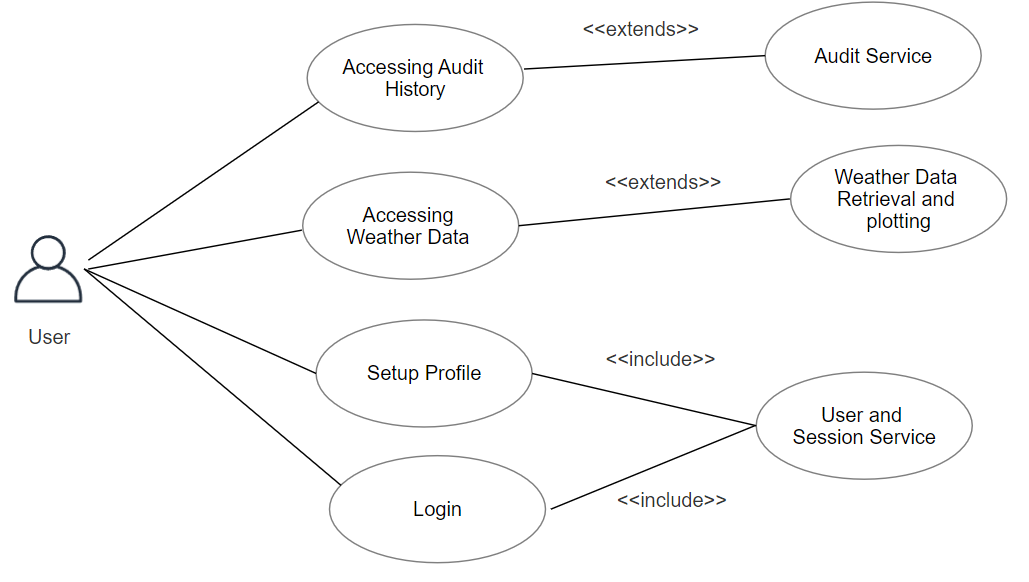 <<extends>>
Accessing Audit
History
Audit Service
<<extends>>
Weather Data
Retrieval and
plotting
Accessing
Weather Data
User
<<include>>
Setup Profile
User and
Session Service
<<include>>
Login